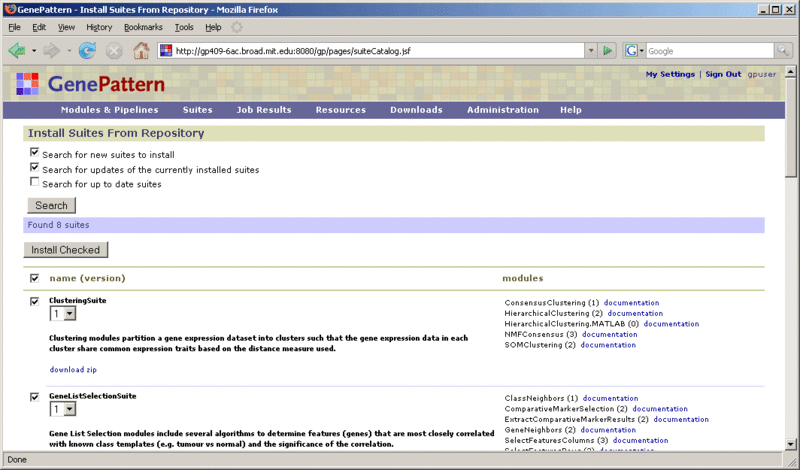 GenePattern - Install Suites From Repository - Mozilla Firefox
File Edit View History Bookmarks Tools Help
http://gp409-6ac.broad.mit.edu:8080/gp/pages/suiteCatalog.jsf
G Google
GenePattern
My Settings | Sign Out gpuser
Modules & Pipelines Suites Job Results Resources Downloads Administration Help
Install Suites From Repository
Search for new suites to install
Search for updates of the currently installed suites
Search for up to date suites
Search
Found 8 suites
Install Checked
name (version) modules
ClusteringSuite
1
Clustering modules partition a gene expression dataset into clusters such that the gene expression data in each
cluster share common expression traits based on the distance measure used.
download zip
ConsensusClustering (1) documentation
HierarchicalClustering (2) documentation
HierarchicalClustering.MATLAB (0) documentation
NMFConsensus (3) documentation
SOMClustering (2) documentation
GeneListSelectionSuite
1
Gene List Selection modules include several algorithms to determine features (genes) that are most closely correlated
with known class templates (e.g. tumour vs normal) and the significance of the correlation.
ClassNeighbors (1) documentation
ComparativeMarkerSelection (2) documentation
ExtractComparativeMarkerResults (2) documentation
GeneNeighbors (2) documentation
SelectFeaturesColumns (3) documentation
SelectFeaturesRows (2) documentation
Done